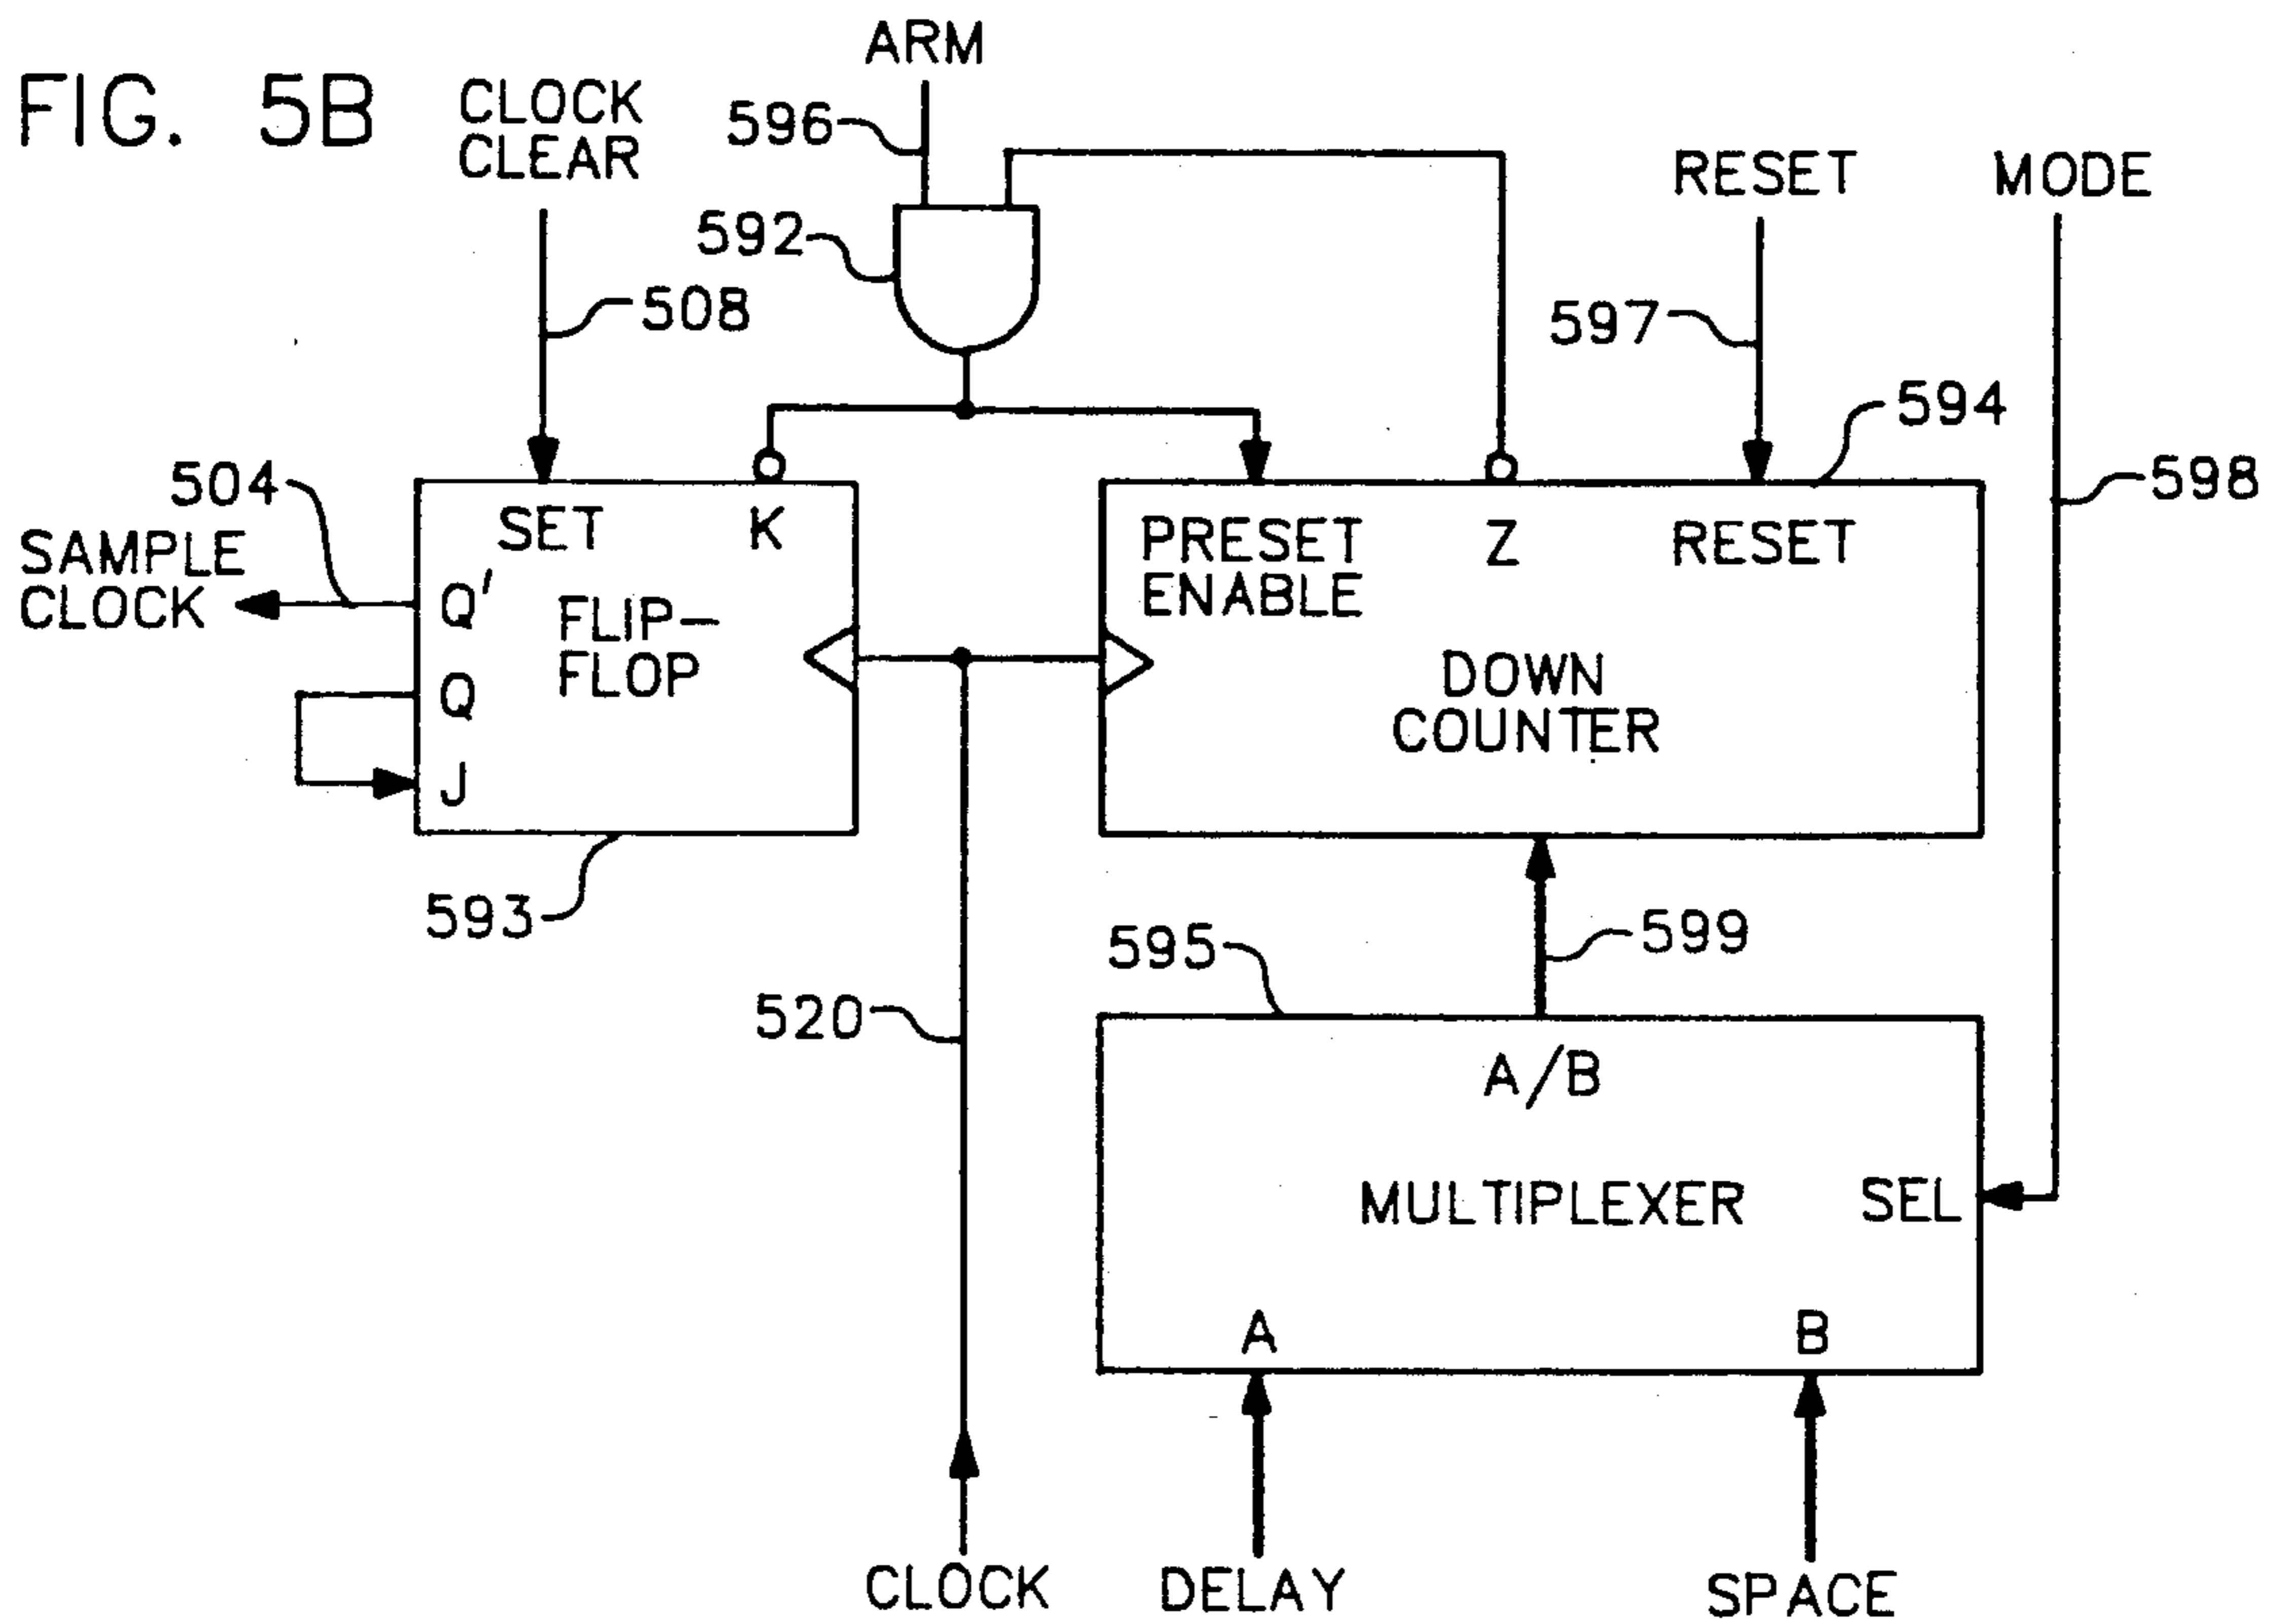 FIG. 5B
CLOCK
CLEAR
ARM
596
RESET
MODE
592
508
597
594
504
598
SAMPLE
CLOCK
SET
K
Q'
FLIP-
FLOP
Q
J
PRESET
ENABLE
Z
RESET
DOWN
COUNTER
593
595
599
520
A/B
MULTIPLEXER
SEL
A
B
CLOCK
DELAY
SPACE